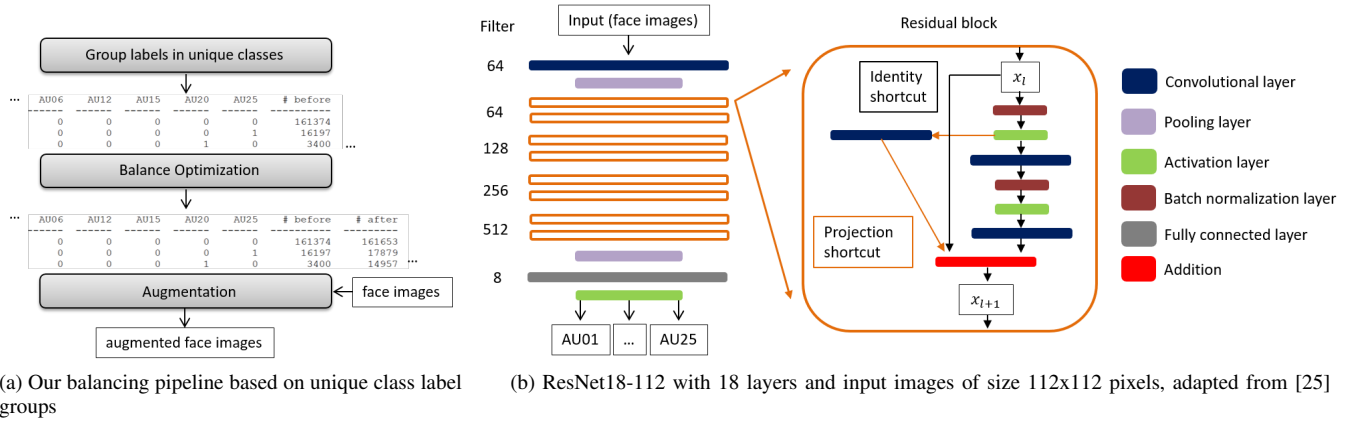 Group labels in unique classes
... AU06 AU12 AU15 AU20 AU25 # before
------ ------ ------ ------ ------ --------
0 0 0 0 0 161374
0 0 0 0 1 16197
0 0 0 1 0 3400 ...
Balance Optimization
... AU06 AU12 AU15 AU20 AU25 # before # after
------ ------ ------ ------ ------ -------- -------
0 0 0 0 0 161374 161653
0 0 0 0 1 16197 17879
0 0 0 1 0 3400 14957 ...
Augmentation
face images
augmented face images
(a) Our balancing pipeline based on unique class label
groups
Filter
Input (face images)
64
64
128
256
512
8
AU01 ... AU25
Residual block
x_l
Identity
shortcut
Projection
shortcut
x_{l+1}
Convolutional layer
Pooling layer
Activation layer
Batch normalization layer
Fully connected layer
Addition
(b) ResNet18-112 with 18 layers and input images of size 112x112 pixels, adapted from [25]